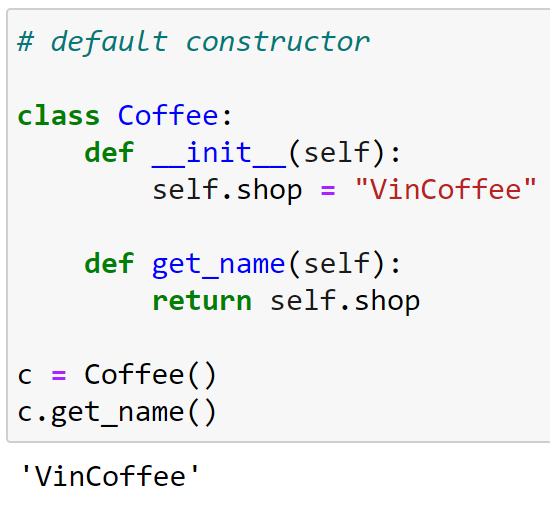 # default constructor
class Coffee:
    def __init__(self):
        self.shop = "VinCoffee"
    def get_name(self):
        return self.shop
c = Coffee()
c.get_name()
'VinCoffee'